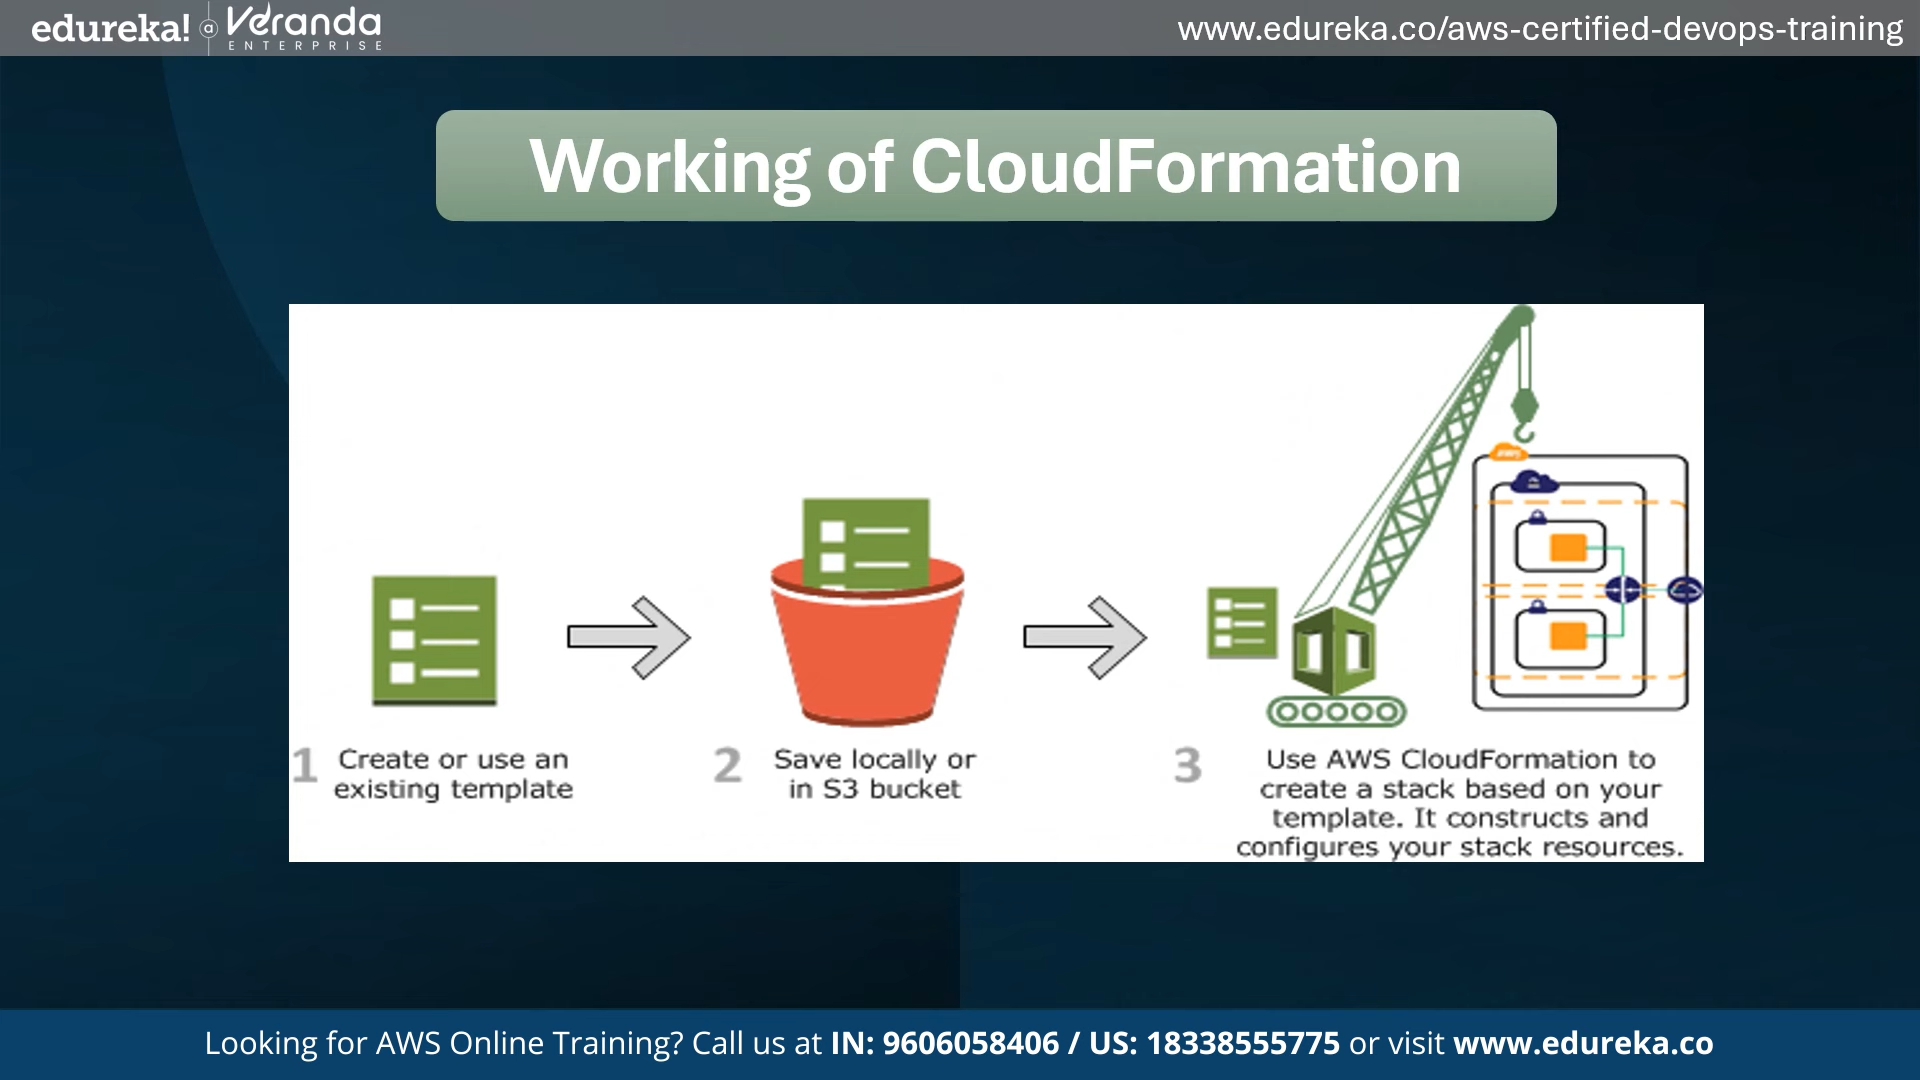 edureka! a Veranda
ENTERPRISE
www.edureka.co/aws-certified-devops-training
Working of CloudFormation
aws
1 Create or use an
existing template
2 Save locally or
in S3 bucket
3 Use AWS CloudFormation to
create a stack based on your
template. It constructs and
configures your stack resources.
Looking for AWS Online Training? Call us at IN: 9606058406 / US: 18338555775 or visit www.edureka.co